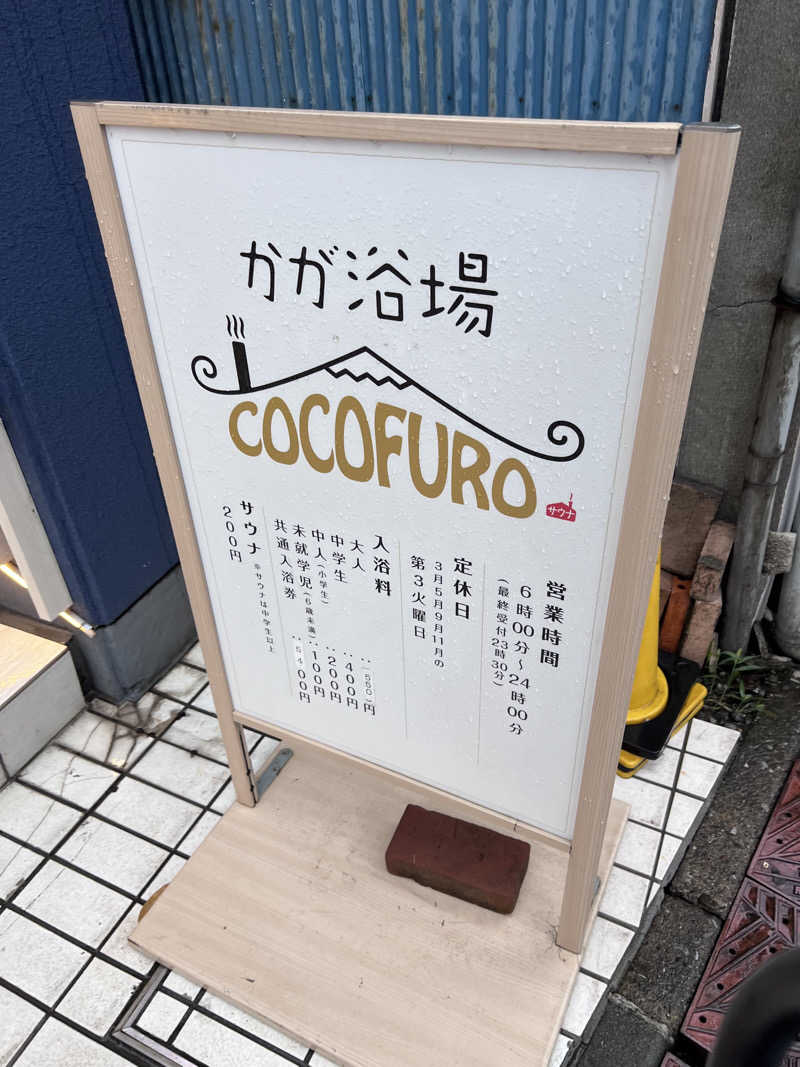 かが浴場
COCOFURO
サウナ
営業時間
6時00分～24時00分
(最終受付23時30分)
定休日
3月5月9月11月の
第3火曜日
入浴料
大人 : 550円
中学生 : 400円
中人(小学生) : 200円
未就学児(6歳未満) : 100円
共通入浴券 : 5400円
サウナ ※サウナは中学生以上
200円